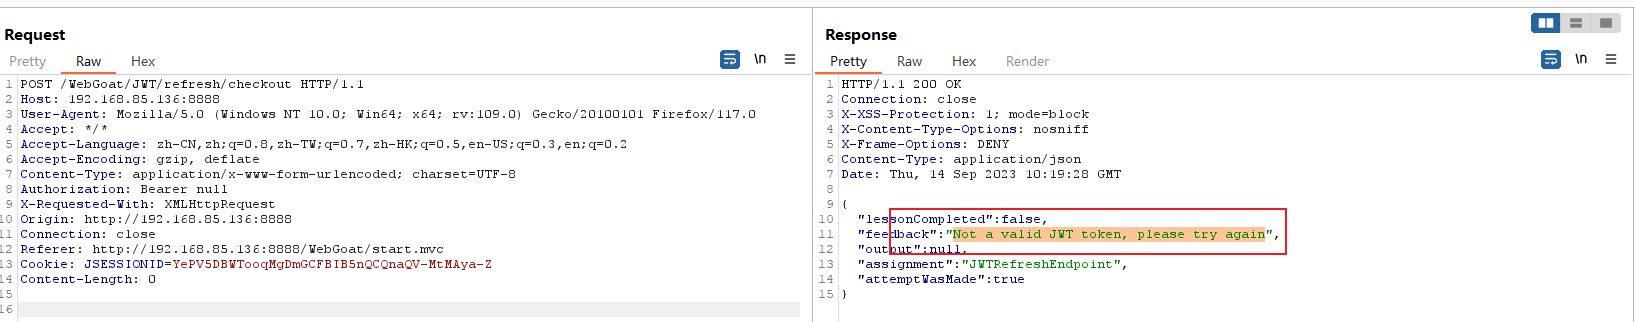 Request
Pretty Raw Hex
\n
1 POST /WebGoat/JWT/refresh/checkout HTTP/1.1
2 Host: 192.168.85.136:8888
3 User-Agent: Mozilla/5.0 (Windows NT 10.0; Win64; x64; rv:109.0) Gecko/20100101 Firefox/117.0
4 Accept: */*
5 Accept-Language: zh-CN,zh;q=0.8,zh-TW;q=0.7,zh-HK;q=0.5,en-US;q=0.3,en;q=0.2
6 Accept-Encoding: gzip, deflate
7 Content-Type: application/x-www-form-urlencoded; charset=UTF-8
8 Authorization: Bearer null
9 X-Requested-With: XMLHttpRequest
10 Origin: http://192.168.85.136:8888
11 Connection: close
12 Referer: http://192.168.85.136:8888/WebGoat/start.mvc
13 Cookie: JSESSIONID=YePV5DBWTooqMgDmGCFBIB5nQCQnaQV-MtMAya-Z
14 Content-Length: 0
15
16
Response
Pretty Raw Hex Render
\n
1 HTTP/1.1 200 OK
2 Connection: close
3 X-XSS-Protection: 1; mode=block
4 X-Content-Type-Options: nosniff
5 X-Frame-Options: DENY
6 Content-Type: application/json
7 Date: Thu, 14 Sep 2023 10:19:28 GMT
8
9 {
10 "lessonCompleted":false,
11 "feedback":"Not a valid JWT token, please try again",
12 "output":null,
13 "assignment":"JWTRefreshEndpoint",
14 "attemptWasMade":true
15 }